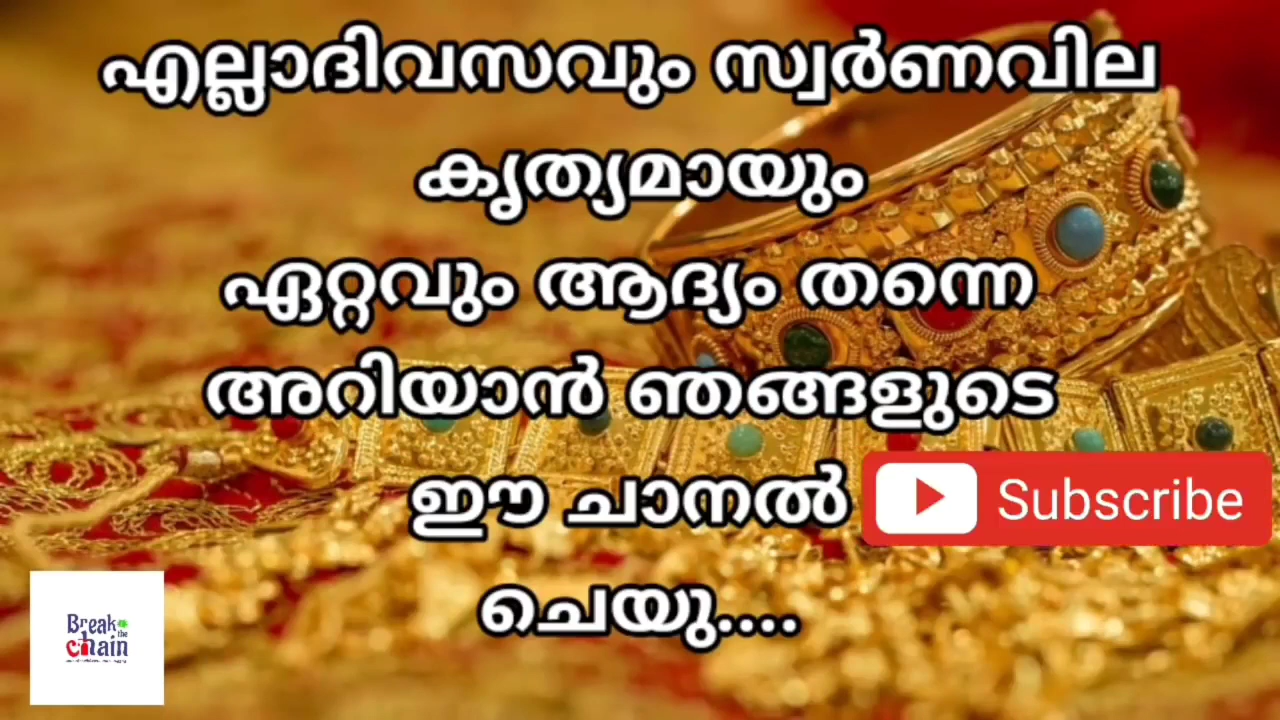 എല്ലാദിവസവും സ്വർണവില
കൃത്യമായും
ഏറ്റവും ആദ്യം തന്നെ
അറിയാൻ ഞങ്ങളുടെ
ഈ ചാനൽ Subscribe
ചെയു....
Break
the
chain